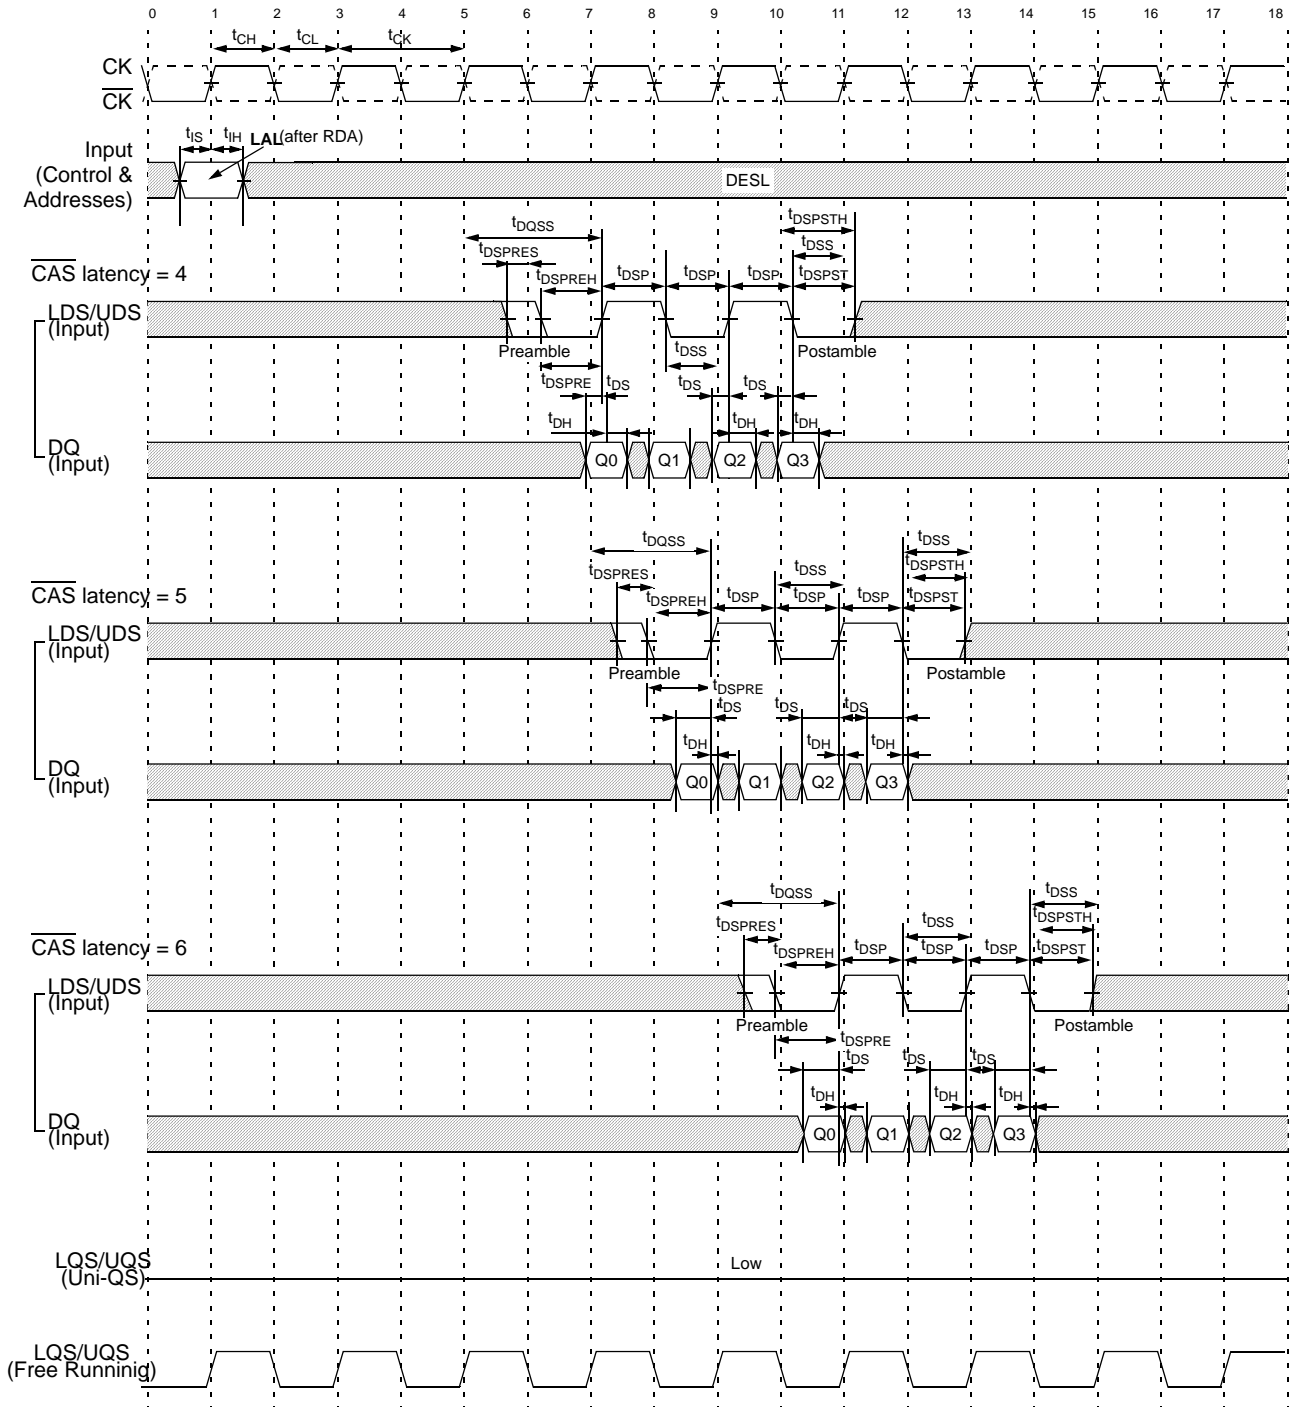 0 1 2 3 4 5 6 7 8 9 10 11 12 13 14 15 16 17 18
tCH tCL tCK
CK
CK
tIS tIH LAL (after RDA)
Input
(Control &
Addresses)
DESL
tDQSS tDSPSTH
tDSPRES tDSS
CAS latency = 4
tDSPREH tDSP tDSP tDSP tDSPST
LDS/UDS
(Input)
Preamble tDSS Postamble
tDSPRE tDS tDS tDS
tDH tDH tDH
DQ
(Input)
Q0 Q1 Q2 Q3
tDQSS tDSS
tDSPRES tDSS tDSPSTH
CAS latency = 5
tDSPREH tDSP tDSP tDSP tDSPST
LDS/UDS
(Input)
Preamble Postamble
tDSPRE
tDS tDS tDS
tDH tDH tDH
DQ
(Input)
Q0 Q1 Q2 Q3
tDQSS tDSS
tDSPRES tDSS tDSPSTH
CAS latency = 6
tDSPREH tDSP tDSP tDSP tDSPST
LDS/UDS
(Input)
Preamble Postamble
tDSPRE
tDS tDS tDS
tDH tDH tDH
DQ
(Input)
Q0 Q1 Q2 Q3
LQS/UQS
(Uni-QS)
Low
LQS/UQS
(Free Runninig)